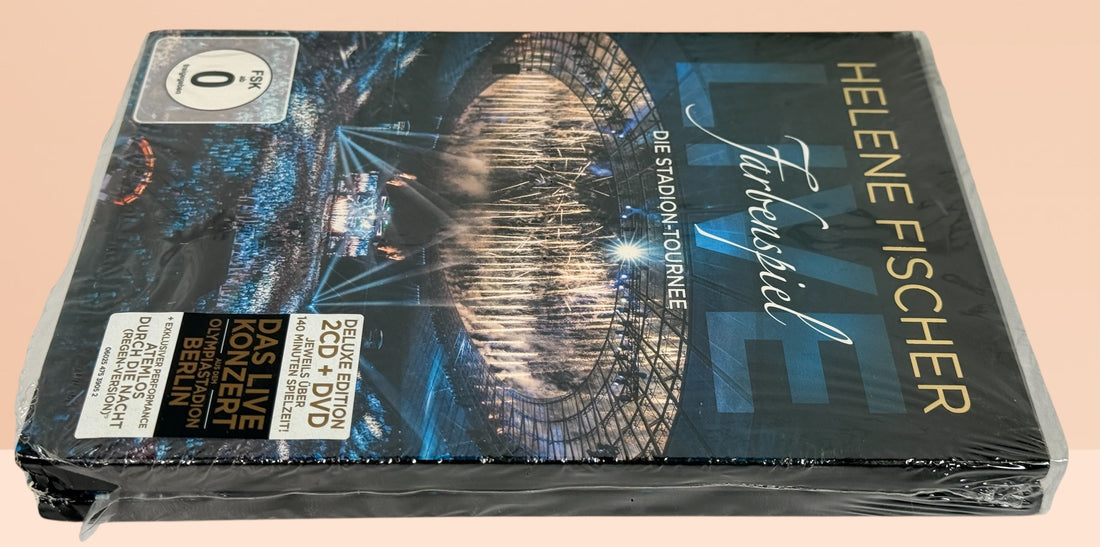 HELENE FISCHER
LIVE
Farbenspiel
DIE STADION-TOURNEE
FSK
ab
0
freigegeben
DELUXE EDITION
2CD + DVD
JEWEILS ÜBER
140 MINUTEN SPIELZEIT!
DAS LIVE
KONZERT
AUS DEM
OLYMPIASTADION
BERLIN
+ EXKLUSIVER PERFORMANCE
ATEMLOS
DURCH DIE NACHT
(REGEN-VERSION)